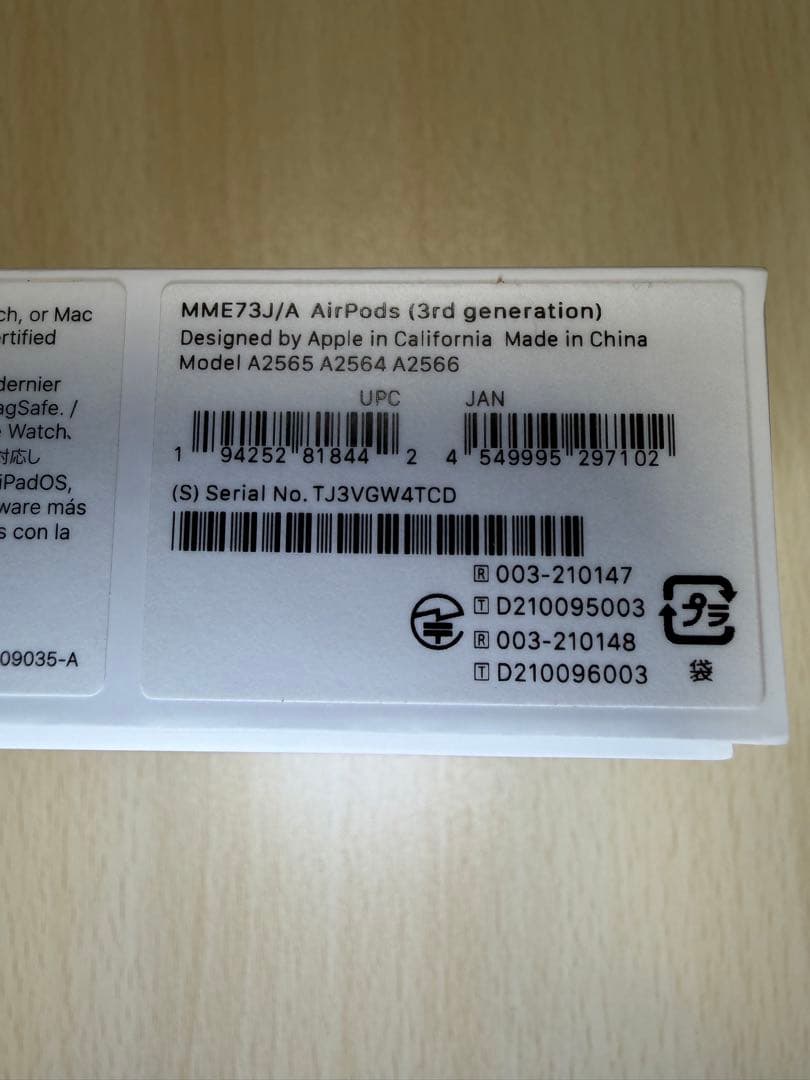 ch, or Mac
rtified
dernier
agSafe. /
Watch、
対応し
iPadOS,
ware más
s con la
09035-A
MME73J/A AirPods (3rd generation)
Designed by Apple in California Made in China
Model A2565 A2564 A2566
UPC JAN
1 94252 81844 2 4 549995 297102
(S) Serial No. TJ3VGW4TCD
R 003-210147
T D210095003
R 003-210148
T D210096003
プラ
袋